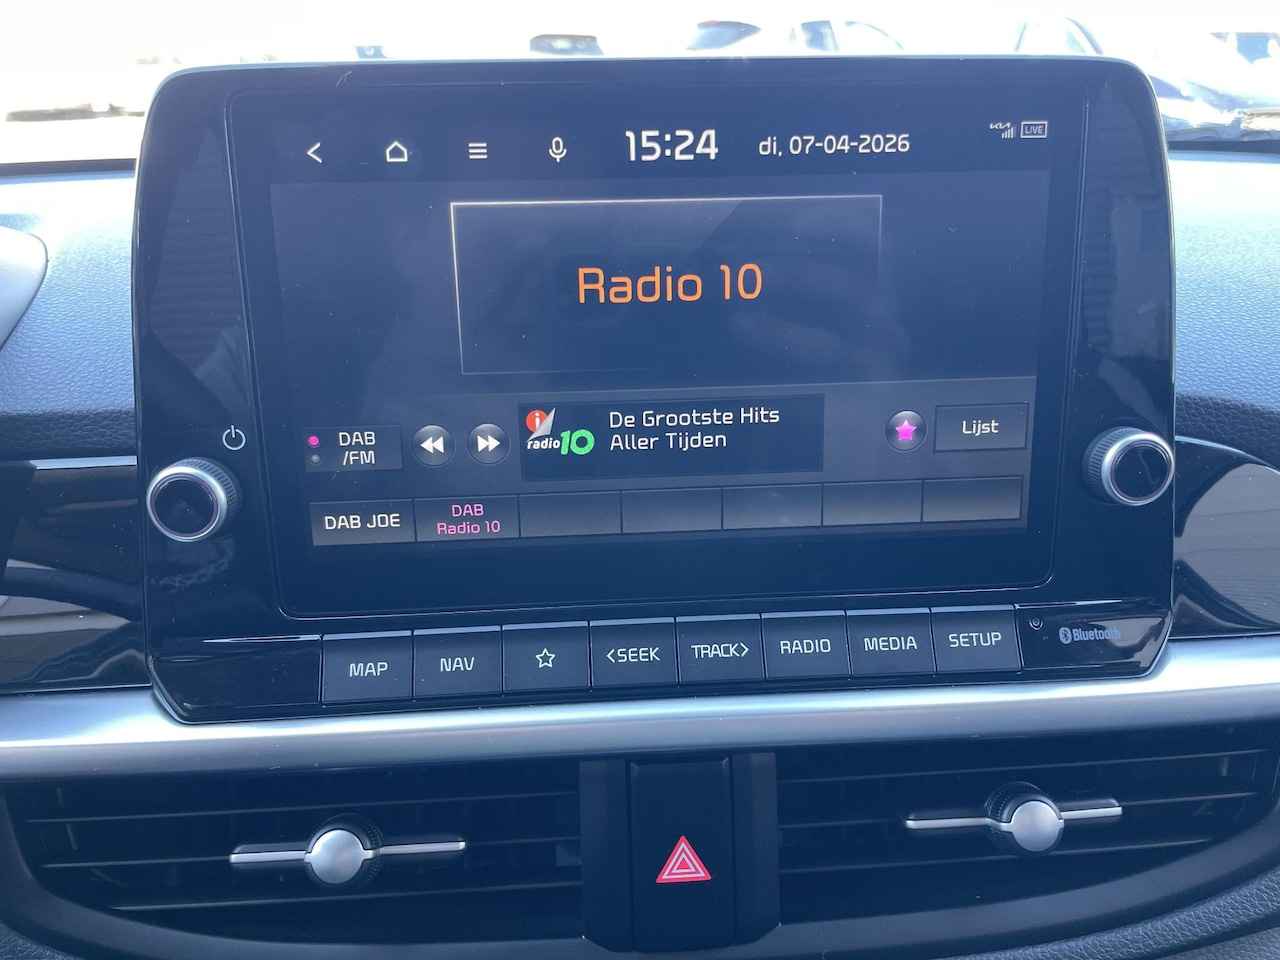 15:24 di, 07-04-2026
KIA LIVE
Radio 10
DAB
/FM
i
radio10
De Grootste Hits
Aller Tijden
Lijst
DAB JOE
DAB
Radio 10
MAP NAV <SEEK TRACK> RADIO MEDIA SETUP
Bluetooth